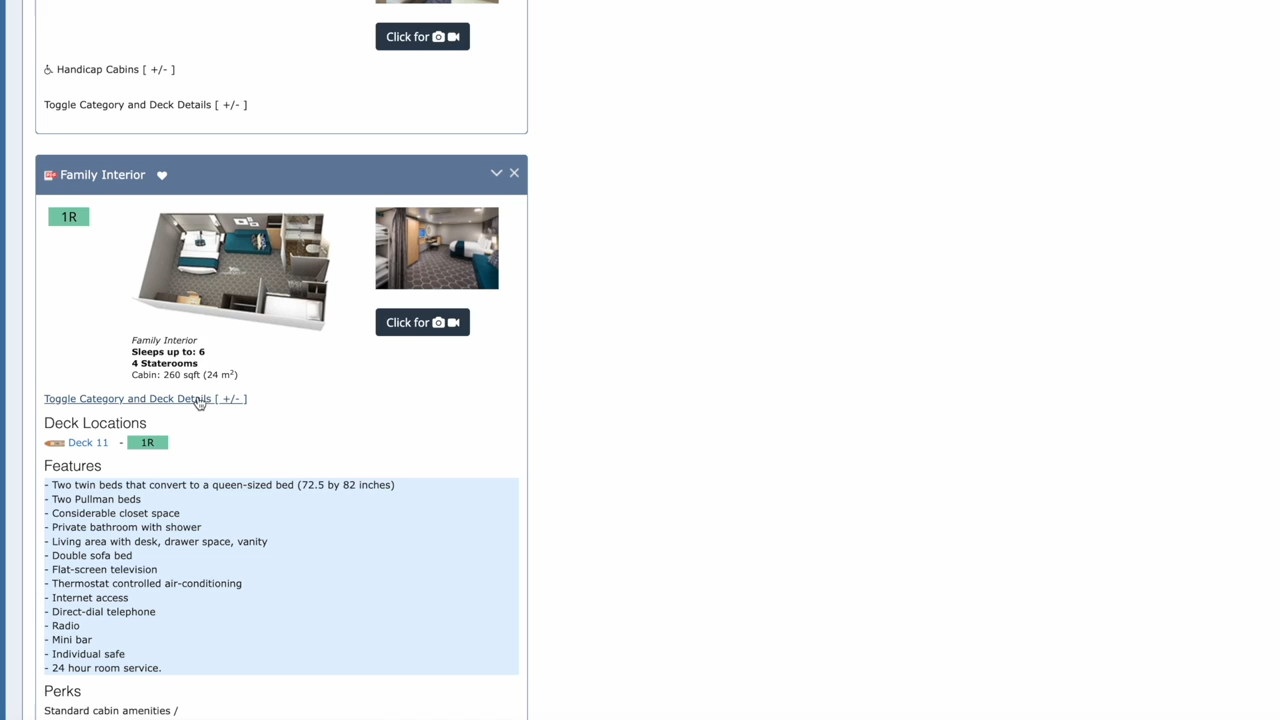 Click for
Handicap Cabins [ +/- ]
Toggle Category and Deck Details [ +/- ]
Family Interior
1R
Family Interior
Sleeps up to: 6
4 Staterooms
Cabin: 260 sqft (24 m²)
Click for
Toggle Category and Deck Details [ +/- ]
Deck Locations
Deck 11 - 1R
Features
- Two twin beds that convert to a queen-sized bed (72.5 by 82 inches)
- Two Pullman beds
- Considerable closet space
- Private bathroom with shower
- Living area with desk, drawer space, vanity
- Double sofa bed
- Flat-screen television
- Thermostat controlled air-conditioning
- Internet access
- Direct-dial telephone
- Radio
- Mini bar
- Individual safe
- 24 hour room service.
Perks
Standard cabin amenities /